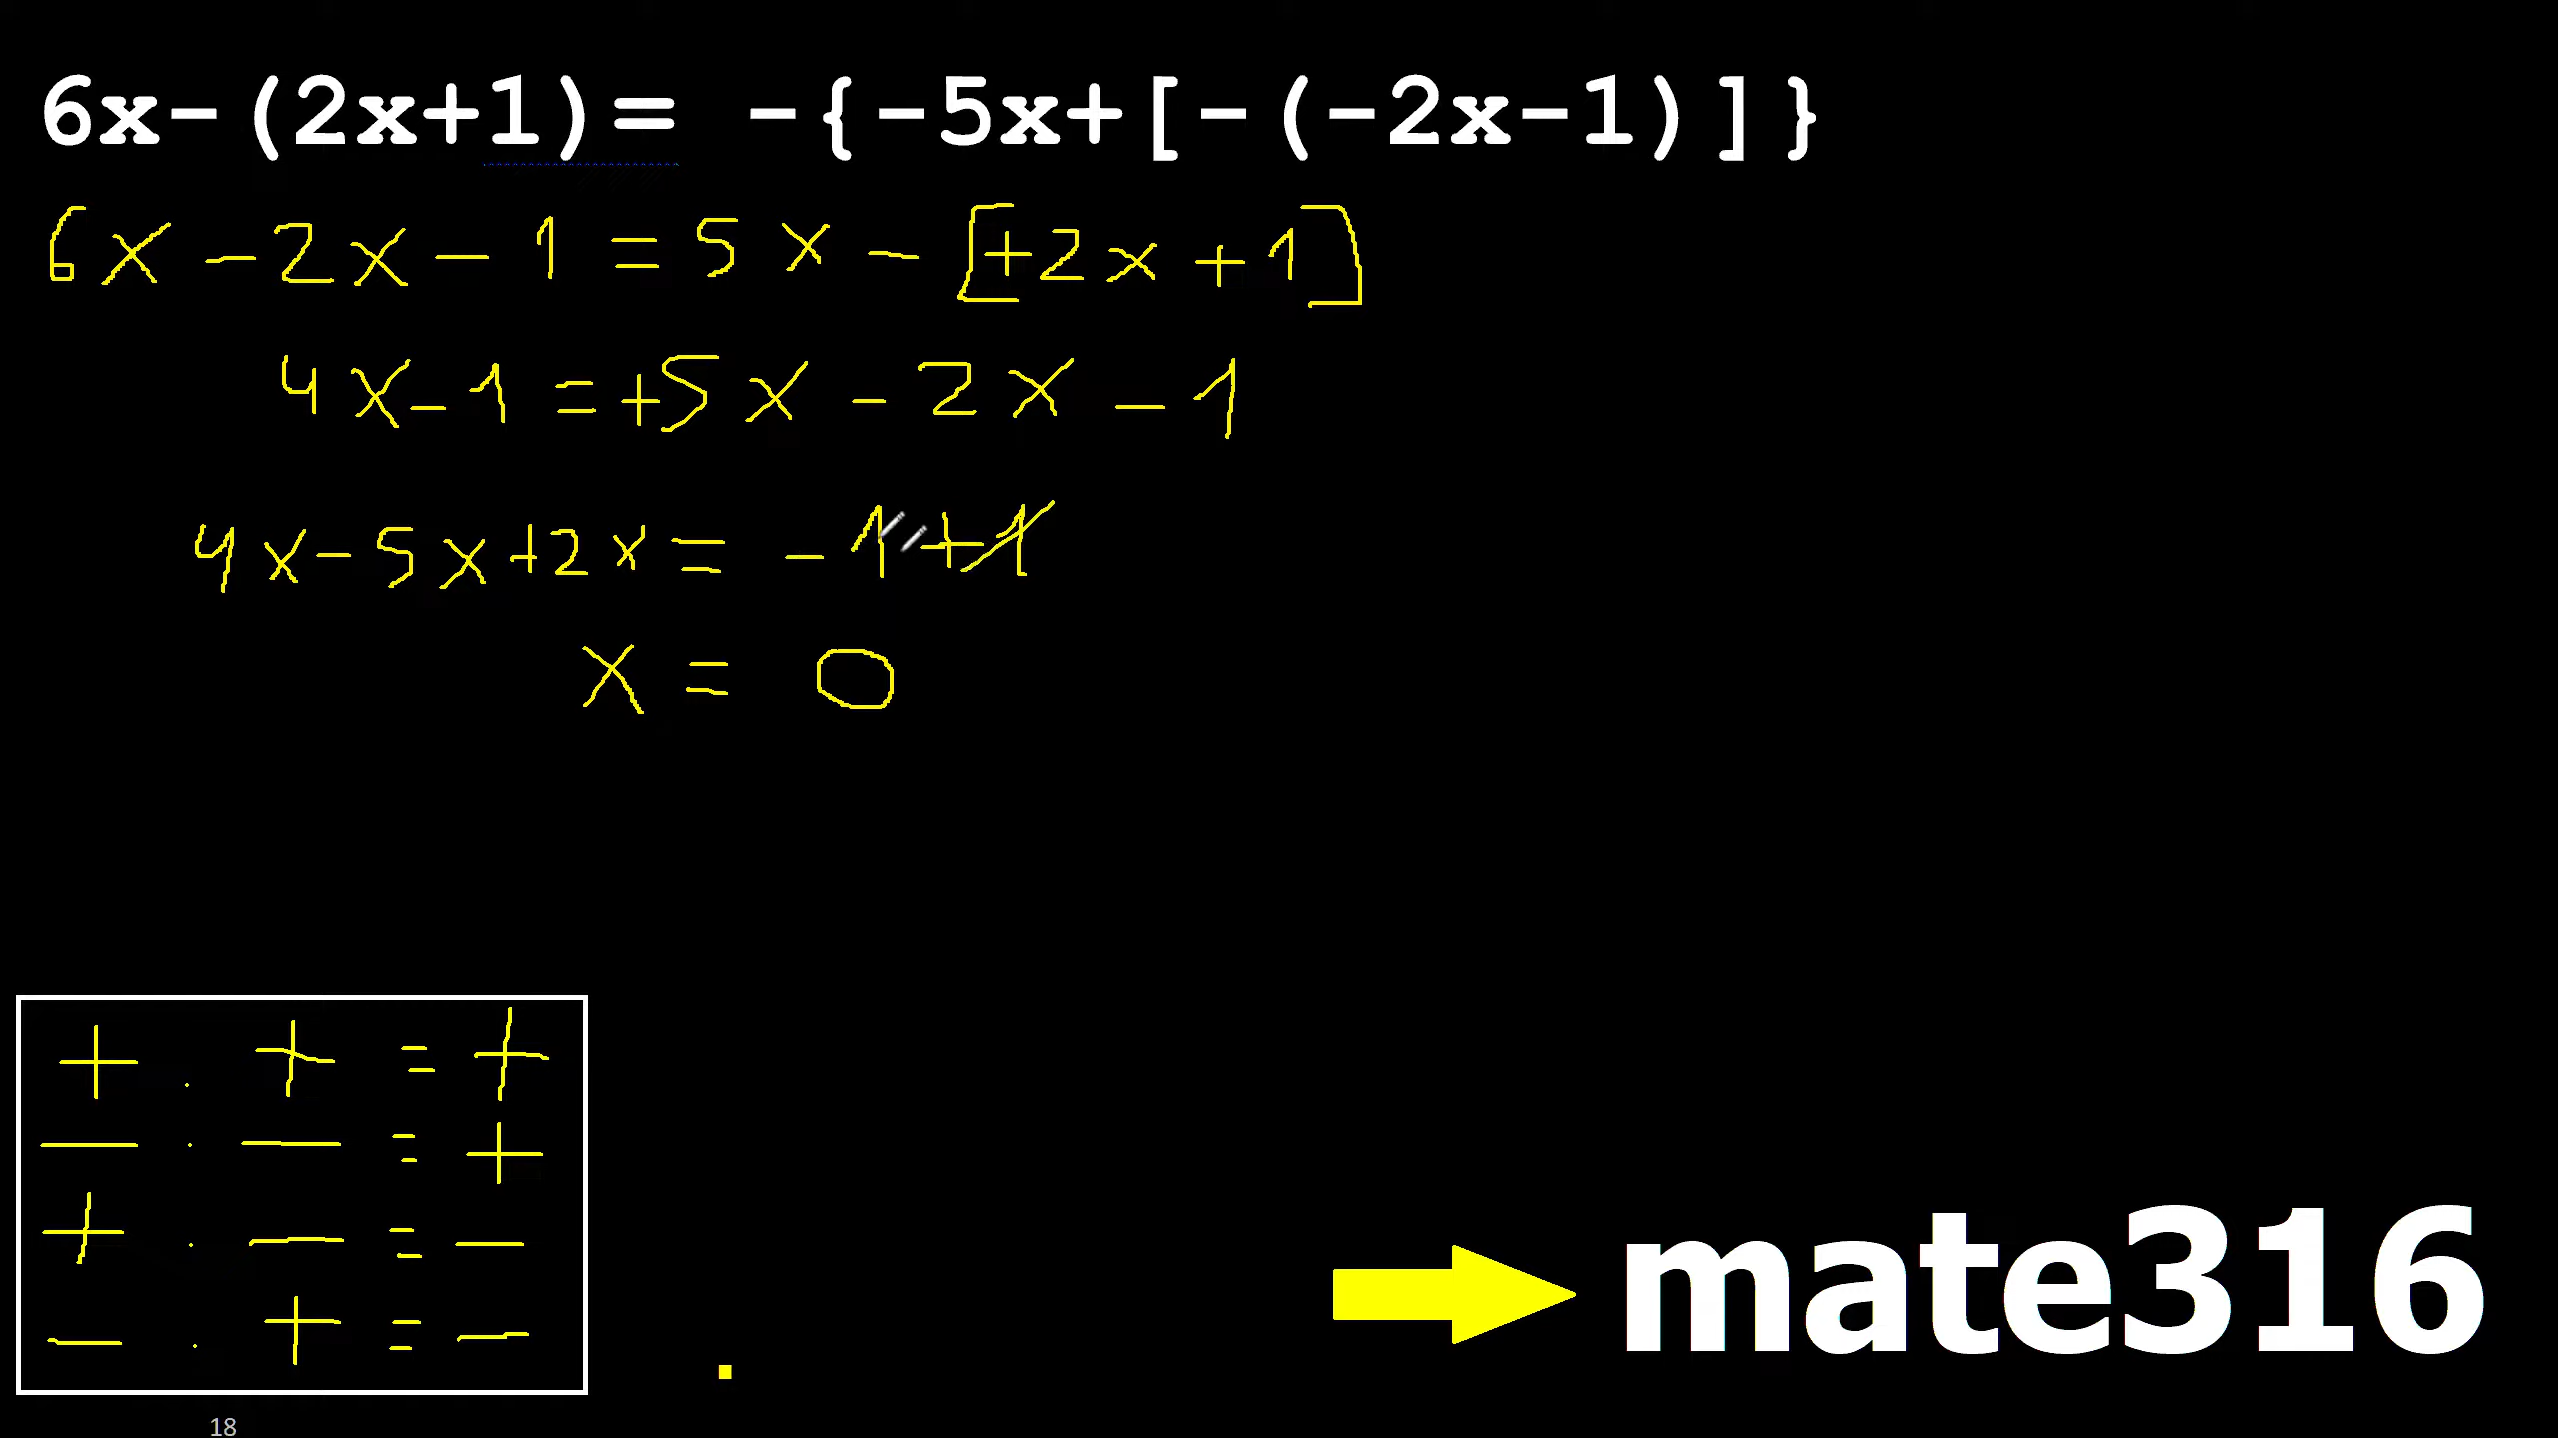 6x-(2x+1)= -{-5x+[-(-2x-1)]}
6x-2x-1=5x-[+2x+1]
4x-1=+5x-2x-1
4x-5x+2x=-1+1
x=0
+ . + = +
- . - = +
+ . - = -
- . + = -
mate316
18